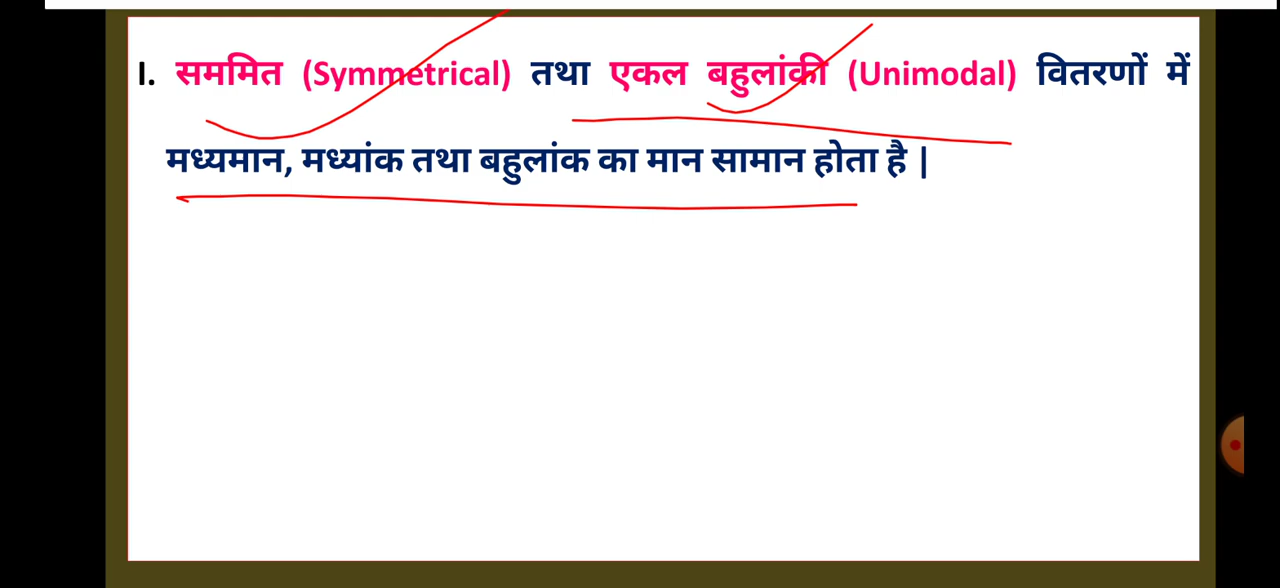 I. सममित (Symmetrical) तथा एकल बहुलांकी (Unimodal) वितरणों में
मध्यमान, मध्यांक तथा बहुलांक का मान सामान होता है |